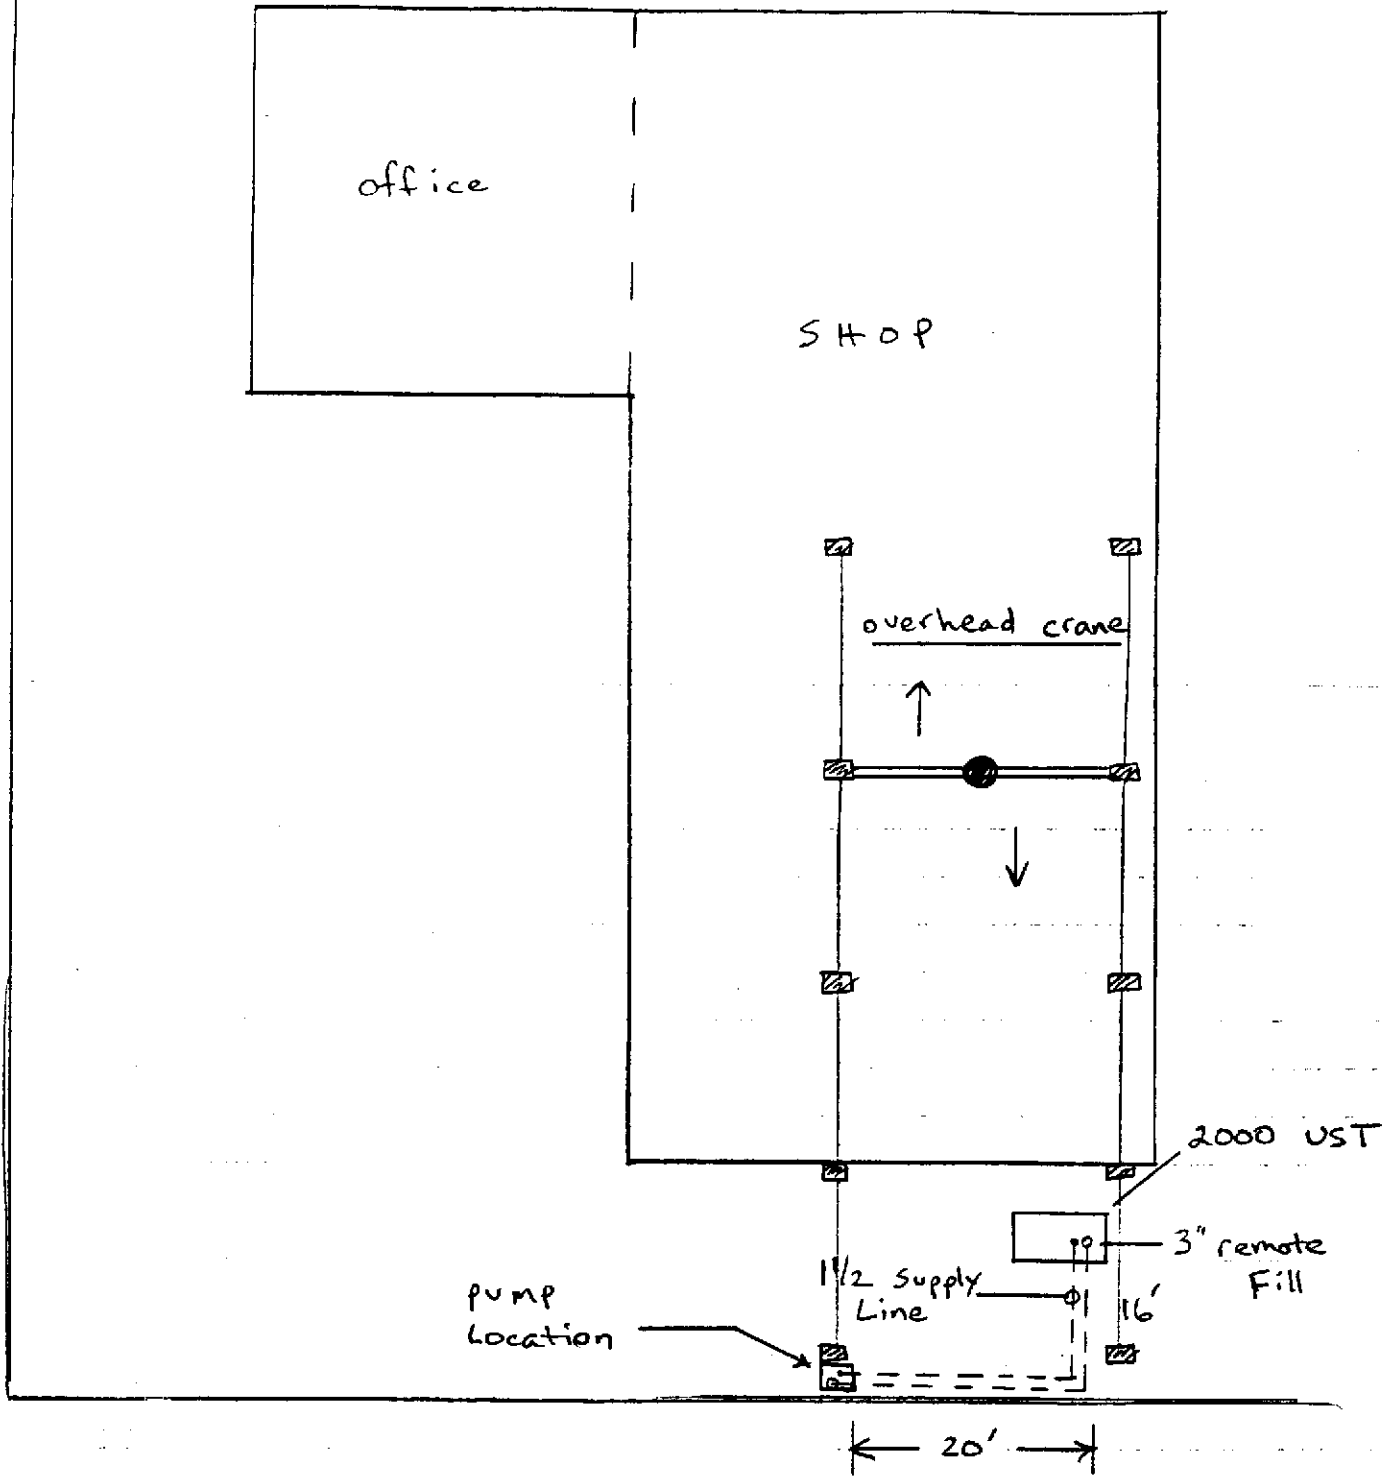 office
SHOP
overhead crane
2000 UST
3" remote
Fill
1 1/2 Supply
Line
16'
pump
Location
20'